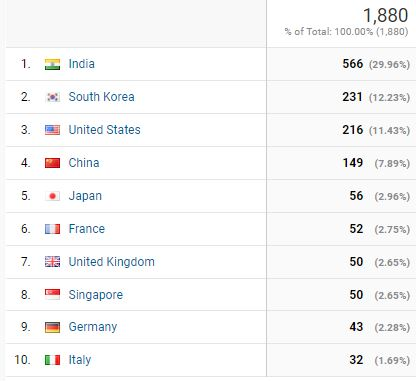 1,880
% of Total: 100.00% (1,880)
1. India 566 (29.96%)
2. South Korea 231 (12.23%)
3. United States 216 (11.43%)
4. China 149 (7.89%)
5. Japan 56 (2.96%)
6. France 52 (2.75%)
7. United Kingdom 50 (2.65%)
8. Singapore 50 (2.65%)
9. Germany 43 (2.28%)
10. Italy 32 (1.69%)